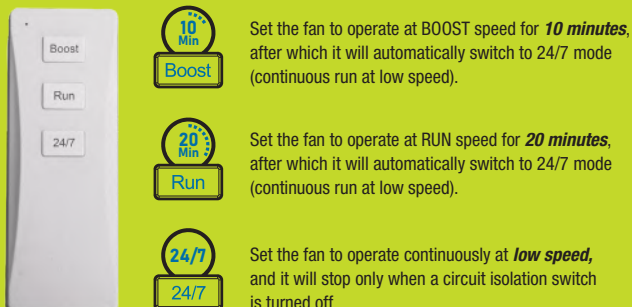 Boost
Run
24/7
10
Min
Boost
Set the fan to operate at BOOST speed for 10 minutes,
after which it will automatically switch to 24/7 mode
(continuous run at low speed).
20
Min
Run
Set the fan to operate at RUN speed for 20 minutes,
after which it will automatically switch to 24/7 mode
(continuous run at low speed).
24/7
24/7
Set the fan to operate continuously at low speed,
and it will stop only when a circuit isolation switch
is turned off